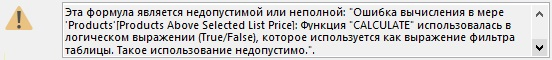 Эта формула является недопустимой или неполной: "Ошибка вычисления в мере
'Products'[Products Above Selected List Price]: Функция "CALCULATE" использовалась в
логическом выражении (True/False), которое используется как выражение фильтра
таблицы. Такое использование недопустимо.".